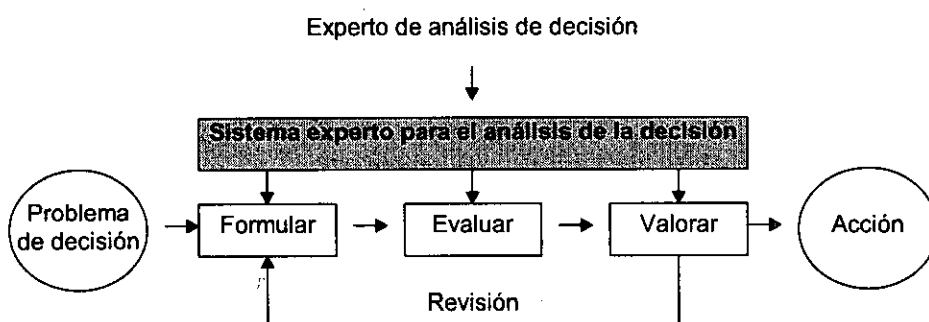 Experto de análisis de decisión
Sistema experto para el análisis de la decisión
Problema
de decisión
Formular
Evaluar
Valorar
Acción
Revisión